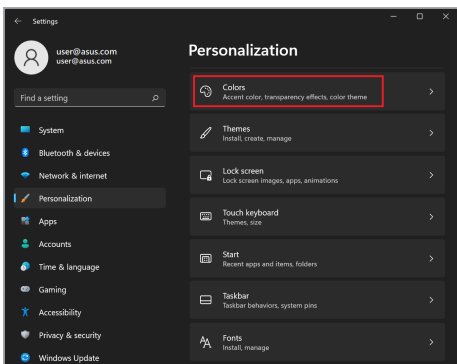 Settings
user@asus.com
user@asus.com
Find a setting
System
Bluetooth & devices
Network & internet
Personalization
Apps
Accounts
Time & language
Gaming
Accessibility
Privacy & security
Windows Update
Personalization
Colors
Accent color, transparency effects, color theme
Themes
Install, create, manage
Lock screen
Lock screen images, apps, animations
Touch keyboard
Themes, size
Start
Recent apps and items, folders
Taskbar
Taskbar behaviors, system pins
Fonts
Install, manage